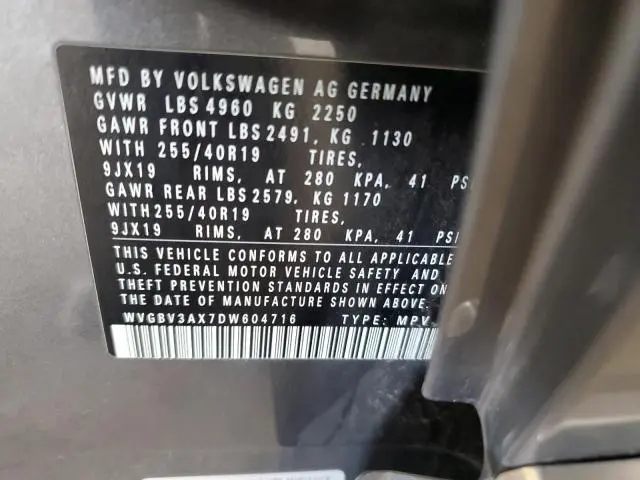 MFD BY VOLKSWAGEN AG GERMANY
GVWR LBS 4960 KG 2250
GAWR FRONT LBS 2491, KG 1130
WITH 255/40R19 TIRES,
9JX19 RIMS, AT 280 KPA, 41 PSI
GAWR REAR LBS 2579, KG 1170
WITH 255/40R19 TIRES,
9JX19 RIMS, AT 280 KPA, 41 PSI
THIS VEHICLE CONFORMS TO ALL APPLICABLE
U.S. FEDERAL MOTOR VEHICLE SAFETY AND
THEFT PREVENTION STANDARDS IN EFFECT ON
THE DATE OF MANUFACTURE SHOWN ABOVE.
WVGBV3AX7DW604716 TYPE: MPV